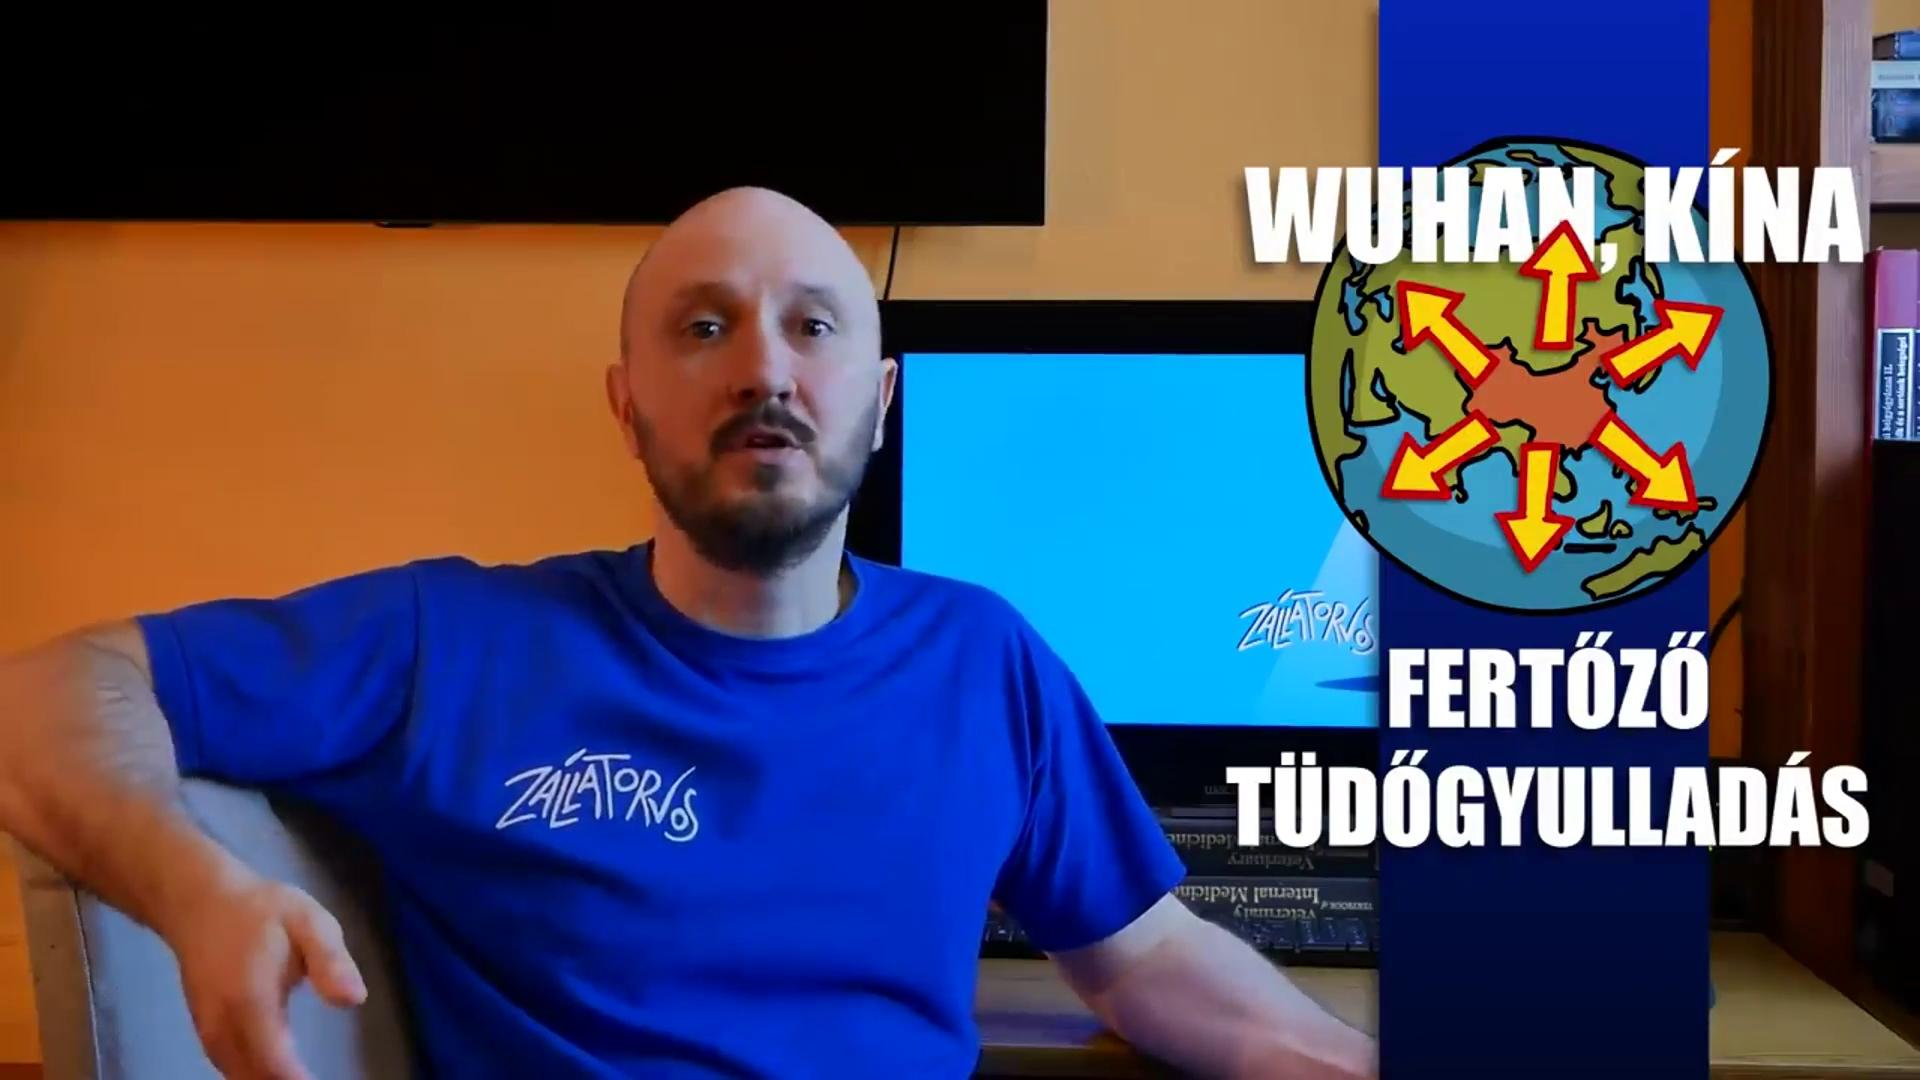 WUHAN, KÍNA
FERTŐZŐ
TÜDŐGYULLADÁS
ZÁLLATORVOS
ZÁLLATORVOS
Veterinary
Internal Medicine